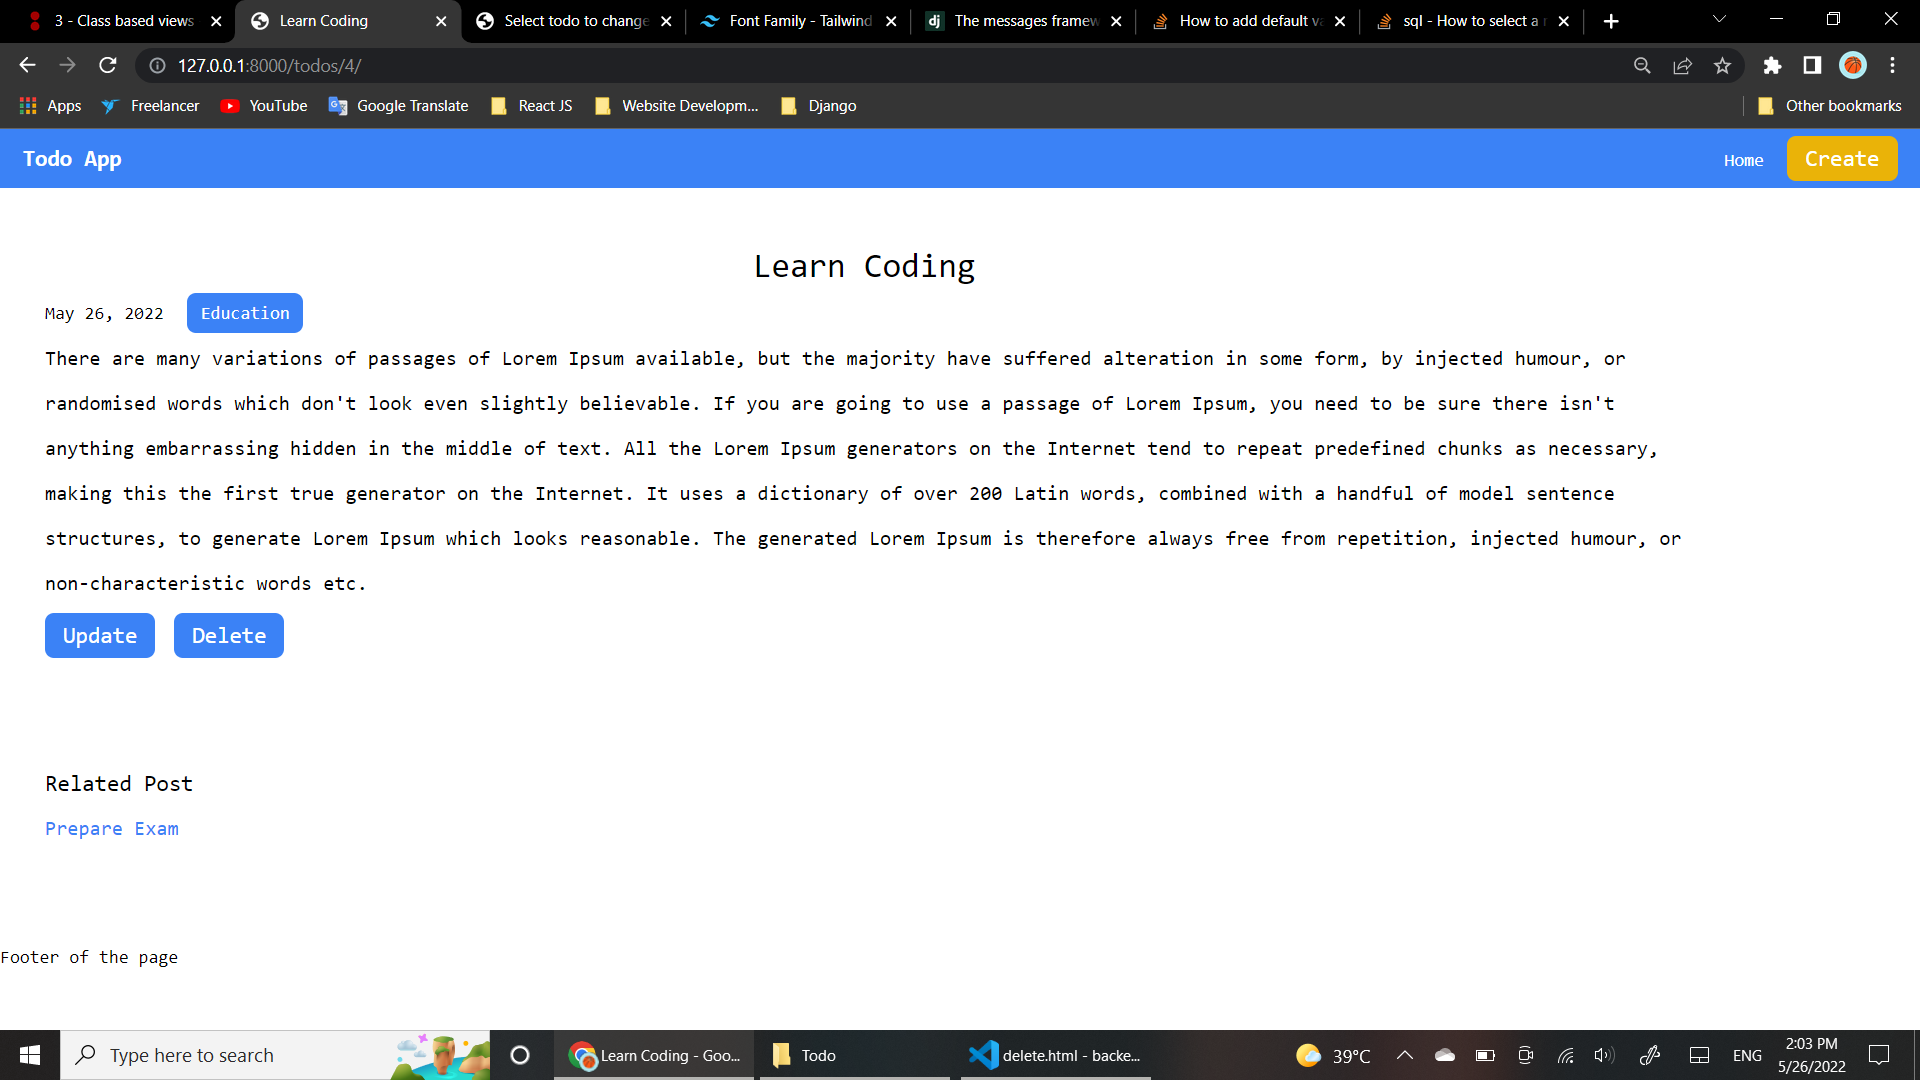 3 - Class based views
Learn Coding
Select todo to change
Font Family - Tailwind
The messages framew
How to add default va
sql - How to select a r
127.0.0.1:8000/todos/4/
Apps
Freelancer
YouTube
Google Translate
React JS
Website Developm...
Django
Other bookmarks
Todo App
Home
Create
Learn Coding
May 26, 2022
Education
There are many variations of passages of Lorem Ipsum available, but the majority have suffered alteration in some form, by injected humour, or
randomised words which don't look even slightly believable. If you are going to use a passage of Lorem Ipsum, you need to be sure there isn't
anything embarrassing hidden in the middle of text. All the Lorem Ipsum generators on the Internet tend to repeat predefined chunks as necessary,
making this the first true generator on the Internet. It uses a dictionary of over 200 Latin words, combined with a handful of model sentence
structures, to generate Lorem Ipsum which looks reasonable. The generated Lorem Ipsum is therefore always free from repetition, injected humour, or
non-characteristic words etc.
Update
Delete
Related Post
Prepare Exam
Footer of the page
Type here to search
Learn Coding - Goo...
Todo
delete.html - backe...
39°C
ENG
2:03 PM
5/26/2022